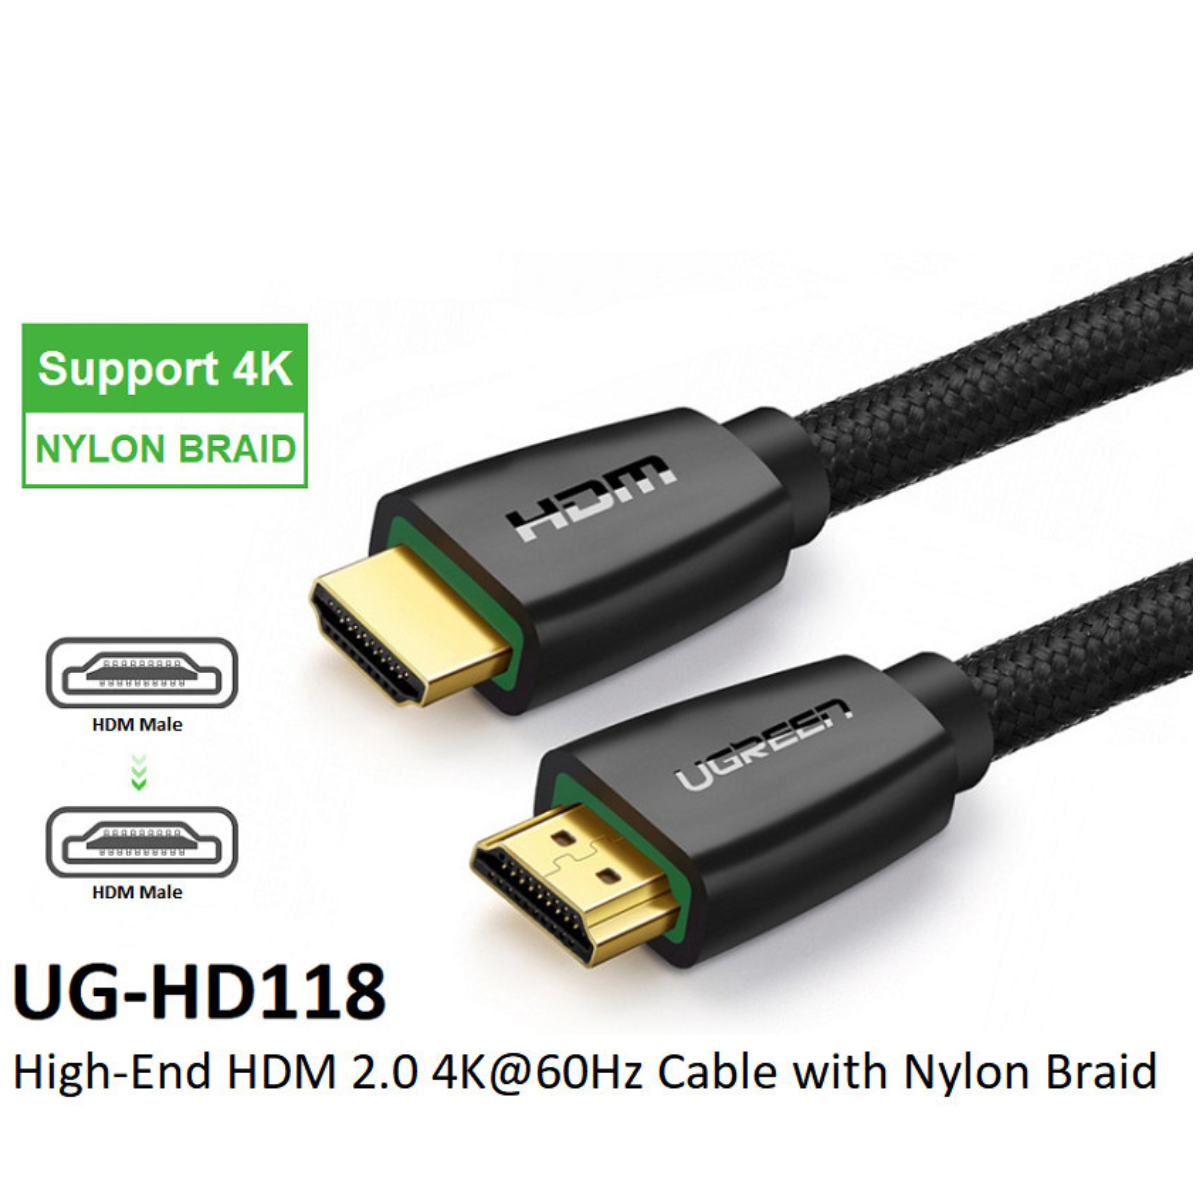 Support 4K
NYLON BRAID
HDM
UGREEN
HDM Male
HDM Male
UG-HD118
High-End HDM 2.0 4K@60Hz Cable with Nylon Braid